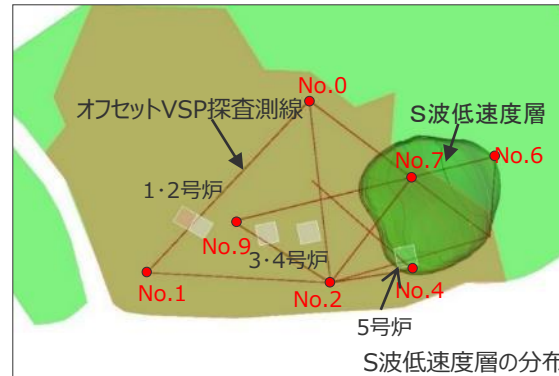 No.0
オフセットVSP探査測線
S波低速度層
No.7
No.6
1・2号炉
No.9
3・4号炉
No.1
No.2
No.4
5号炉
S波低速度層の分布